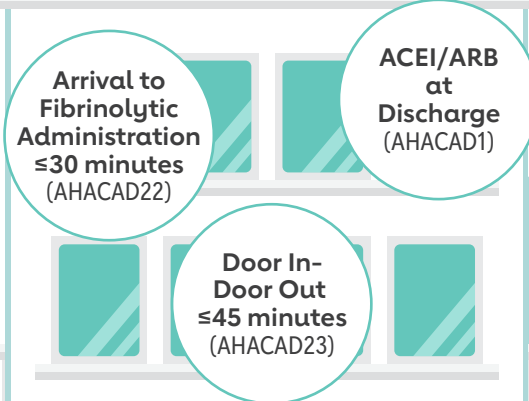 Arrival to
Fibrinolytic
Administration
≤30 minutes
(AHACAD22)
ACEI/ARB
at
Discharge
(AHACAD1)
Door In-
Door Out
≤45 minutes
(AHACAD23)